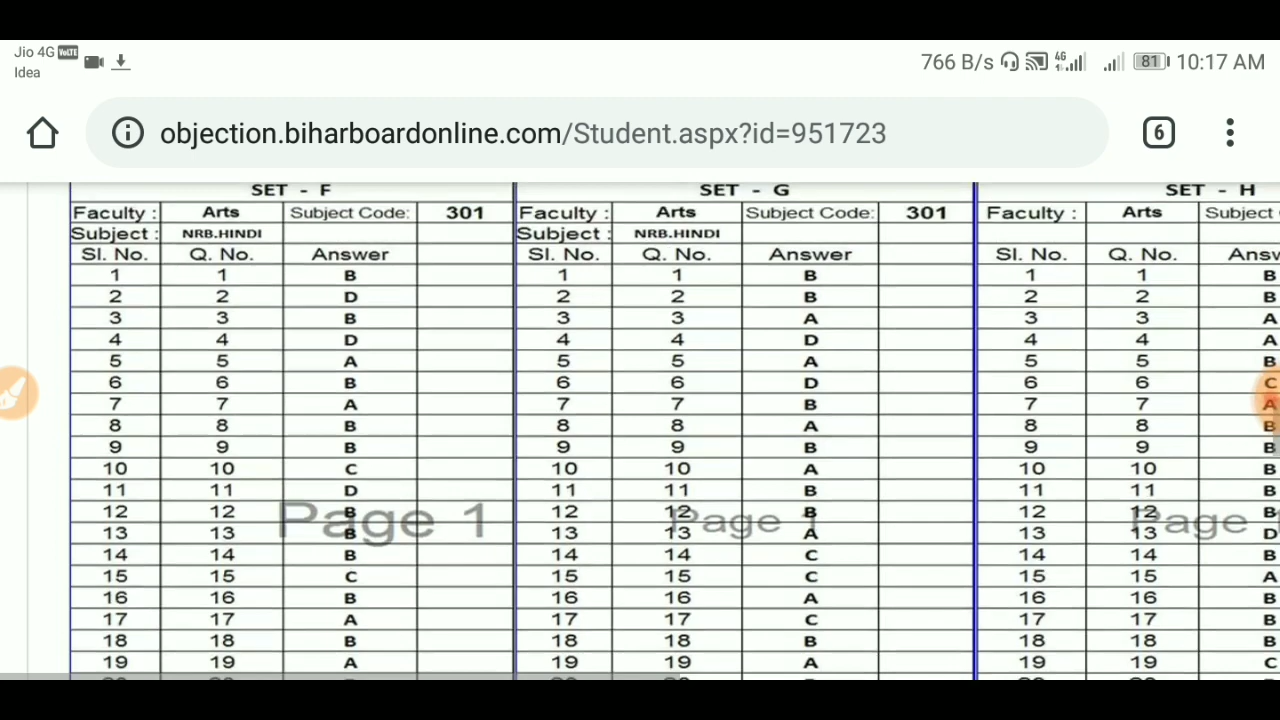 Jio 4G VoLTE
Idea
766 B/s 4G 81 10:17 AM
objection.biharboardonline.com/Student.aspx?id=951723 6
SET - F SET - G SET - H
Faculty : Arts Subject Code: 301 Faculty : Arts Subject Code: 301 Faculty : Arts Subject
Subject : NRB.HINDI Subject : NRB.HINDI
Sl. No. Q. No. Answer Sl. No. Q. No. Answer Sl. No. Q. No.
1 1 B 1 1 B 1 1 B
2 2 D 2 2 B 2 2 B
3 3 B 3 3 A 3 3 A
4 4 D 4 4 D 4 4 A
5 5 A 5 5 A 5 5 B
6 6 B 6 6 D 6 6 C
7 7 A 7 7 B 7 7 A
8 8 B 8 8 A 8 8 B
9 9 B 9 9 B 9 9 B
10 10 C 10 10 A 10 10 B
11 11 D 11 11 B 11 11 B
12 12 B 12 12 B 12 12 B
Page 1 Page 1 Page
13 13 B 13 13 A 13 13 D
14 14 B 14 14 C 14 14 B
15 15 C 15 15 C 15 15 A
16 16 B 16 16 A 16 16 B
17 17 A 17 17 C 17 17 B
18 18 B 18 18 B 18 18 B
19 19 A 19 19 A 19 19 C